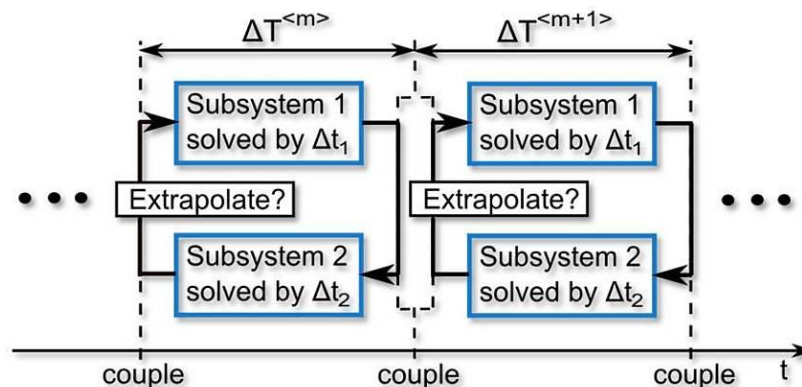 ΔT<m> ΔT<m+1>
Subsystem 1
solved by Δt₁
Subsystem 1
solved by Δt₁
Extrapolate? Extrapolate?
Subsystem 2
solved by Δt₂
Subsystem 2
solved by Δt₂
couple couple couple t